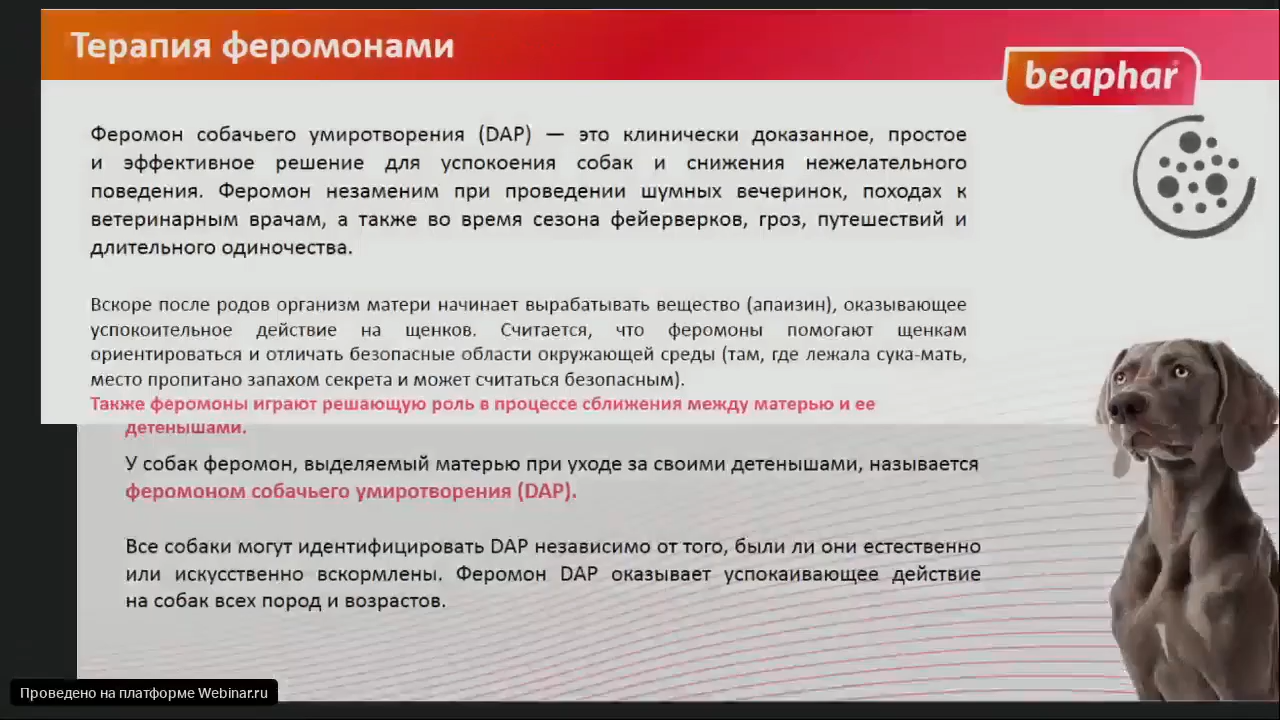 Терапия феромонами
beaphar
Феромон собачьего умиротворения (DAP) — это клинически доказанное, простое
и эффективное решение для успокоения собак и снижения нежелательного
поведения. Феромон незаменим при проведении шумных вечеринок, походах к
ветеринарным врачам, а также во время сезона фейерверков, гроз, путешествий и
длительного одиночества.
Вскоре после родов организм матери начинает вырабатывать вещество (апаизин), оказывающее
успокоительное действие на щенков. Считается, что феромоны помогают щенкам
ориентироваться и отличать безопасные области окружающей среды (там, где лежала сука-мать,
место пропитано запахом секрета и может считаться безопасным).
Также феромоны играют решающую роль в процессе сближения между матерью и ее
детенышами.
У собак феромон, выделяемый матерью при уходе за своими детенышами, называется
феромоном собачьего умиротворения (DAP).
Все собаки могут идентифицировать DAP независимо от того, были ли они естественно
или искусственно вскормлены. Феромон DAP оказывает успокаивающее действие
на собак всех пород и возрастов.
Проведено на платформе Webinar.ru